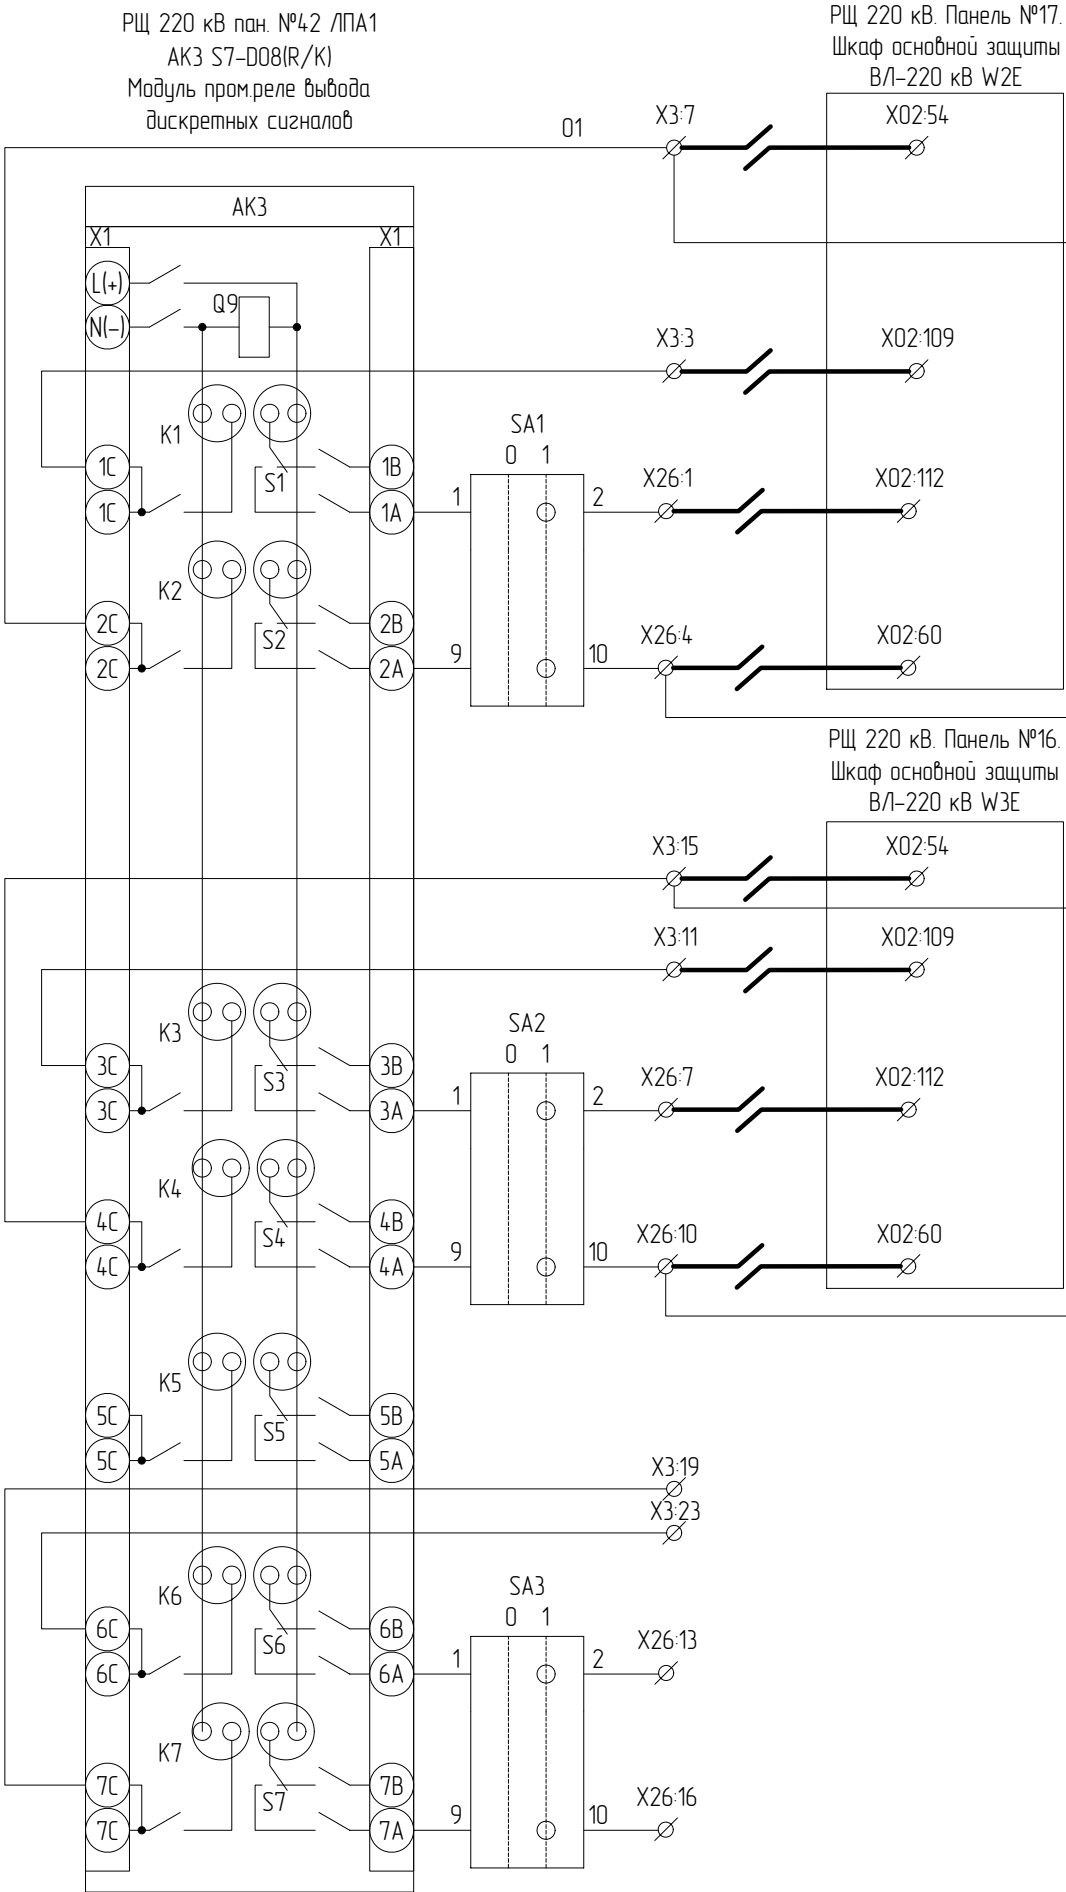 РЩ 220 кВ пан. №42 ЛПА1
АК3 S7-DO8(R/K)
Модуль пром.реле вывода
дискретных сигналов
РЩ 220 кВ. Панель №17.
Шкаф основной защиты
ВЛ-220 кВ W2E
01
X3:7
X02:54
АК3
X1
X1
L(+)
N(-)
Q9
X3:3
X02:109
K1
S1
1C
1B
1C
1A
SA1
0 1
1
2
X26:1
X02:112
K2
S2
2C
2B
2C
2A
9
10
X26:4
X02:60
РЩ 220 кВ. Панель №16.
Шкаф основной защиты
ВЛ-220 кВ W3E
X3:15
X02:54
X3:11
X02:109
K3
S3
3C
3B
3C
3A
SA2
0 1
1
2
X26:7
X02:112
K4
S4
4C
4B
4C
4A
9
10
X26:10
X02:60
K5
S5
5C
5B
5C
5A
X3:19
X3:23
K6
S6
6C
6B
6C
6A
SA3
0 1
1
2
X26:13
K7
S7
7C
7B
7C
7A
9
10
X26:16